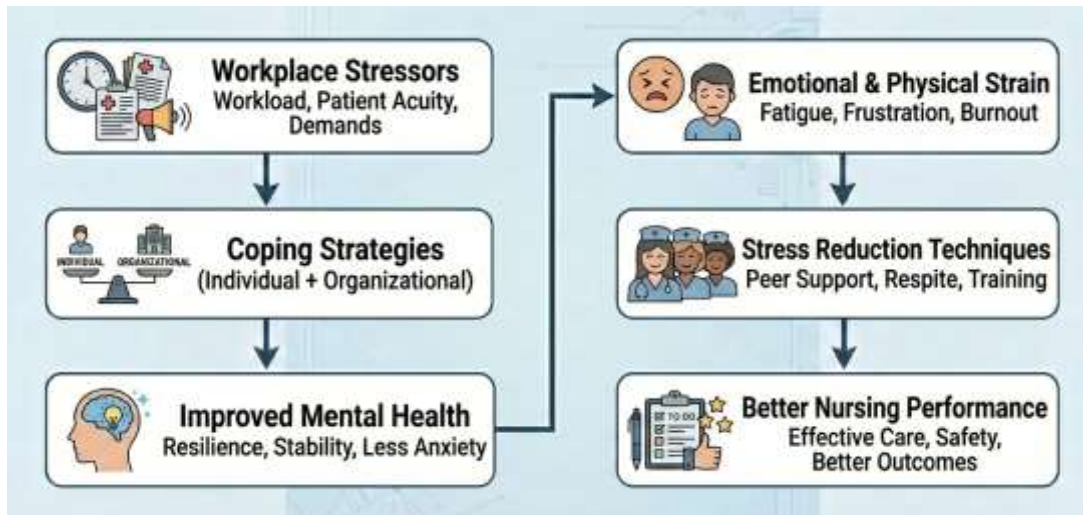 Workplace Stressors
Workload, Patient Acuity,
Demands
INDIVIDUAL
ORGANIZATIONAL
Coping Strategies
(Individual + Organizational)
Improved Mental Health
Resilience, Stability, Less Anxiety
Emotional & Physical Strain
Fatigue, Frustration, Burnout
Stress Reduction Techniques
Peer Support, Respite, Training
TO DO
Better Nursing Performance
Effective Care, Safety,
Better Outcomes